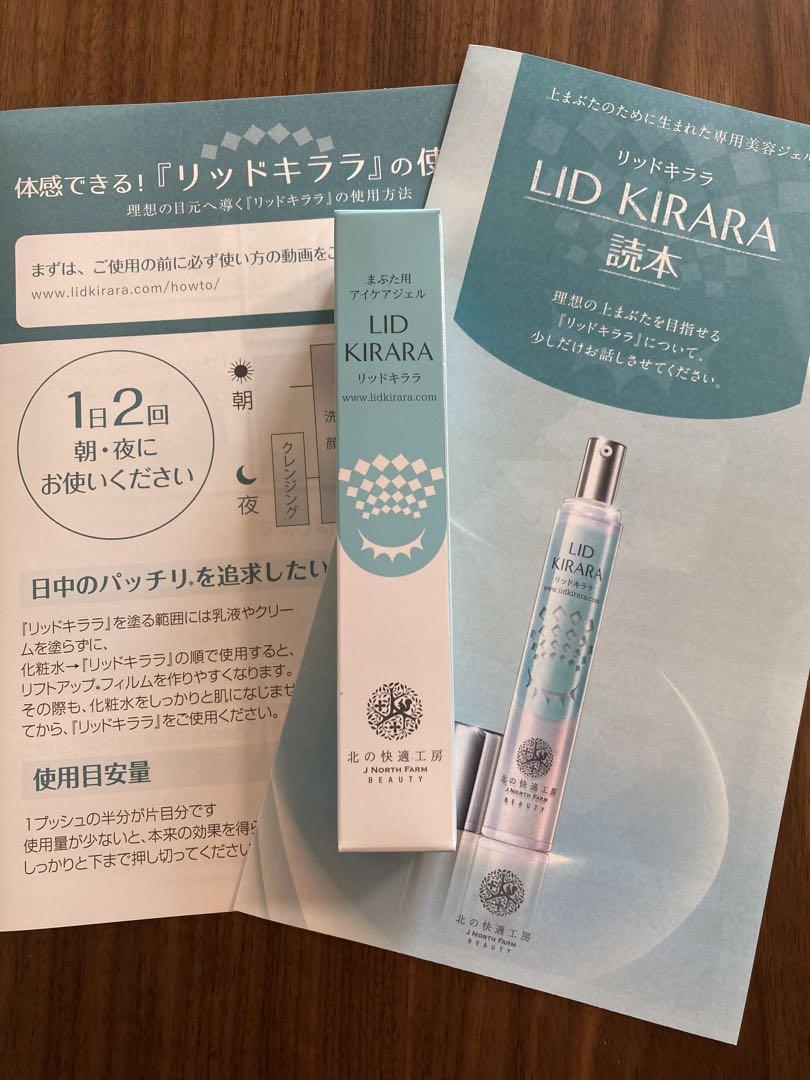 体感できる!『リッドキララ』の使
理想の目元へ導く『リッドキララ』の使用方法
まずは、ご使用の前に必ず使い方の動画をご
www.lidkirara.com/howto/
1日2回
朝・夜に
お使いください
朝
夜
洗
顔
クレンジング
日中のパッチリ*を追求したい
『リッドキララ』を塗る範囲には乳液やクリー
ムを塗らずに、
化粧水→『リッドキララ』の順で使用すると、
リフトアップ*フィルムを作りやすくなります。
その際も、化粧水をしっかりと肌になじませ
てから、『リッドキララ』をご使用ください。
使用目安量
1プッシュの半分が片目分です
使用量が少ないと、本来の効果を得ら
しっかりと下まで押し切ってください
まぶた用
アイケアジェル
LID
KIRARA
リッドキララ
www.lidkirara.com
北の快適工房
J NORTH FARM
BEAUTY
上まぶたのために生まれた専用美容ジェル
リッドキララ
LID KIRARA
読本
理想の上まぶたを目指せる
『リッドキララ』について、
少しだけお話しさせてください。
LID
KIRARA
リッドキララ
www.lidkirara.com
北の快適工房
J NORTH FARM
BEAUTY
北の快適工房
J NORTH FARM
BEAUTY